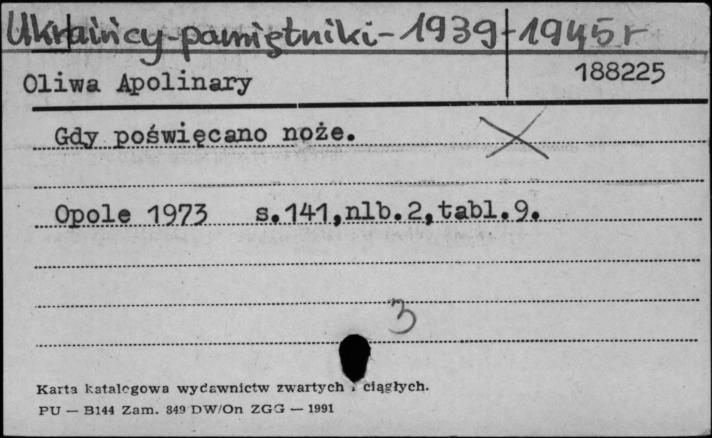 Ukraińcy-pamiętniki-1939-1945r
Oliwa Apolinary 188225
Gdy poświęcano noże.
Opole 1973 s.141,nlb.2,tabl.9.
3
Karta katalogowa wydawnictw zwartych i ciągłych.
PU — B144 Zam. 849 DW/On ZGG — 1991